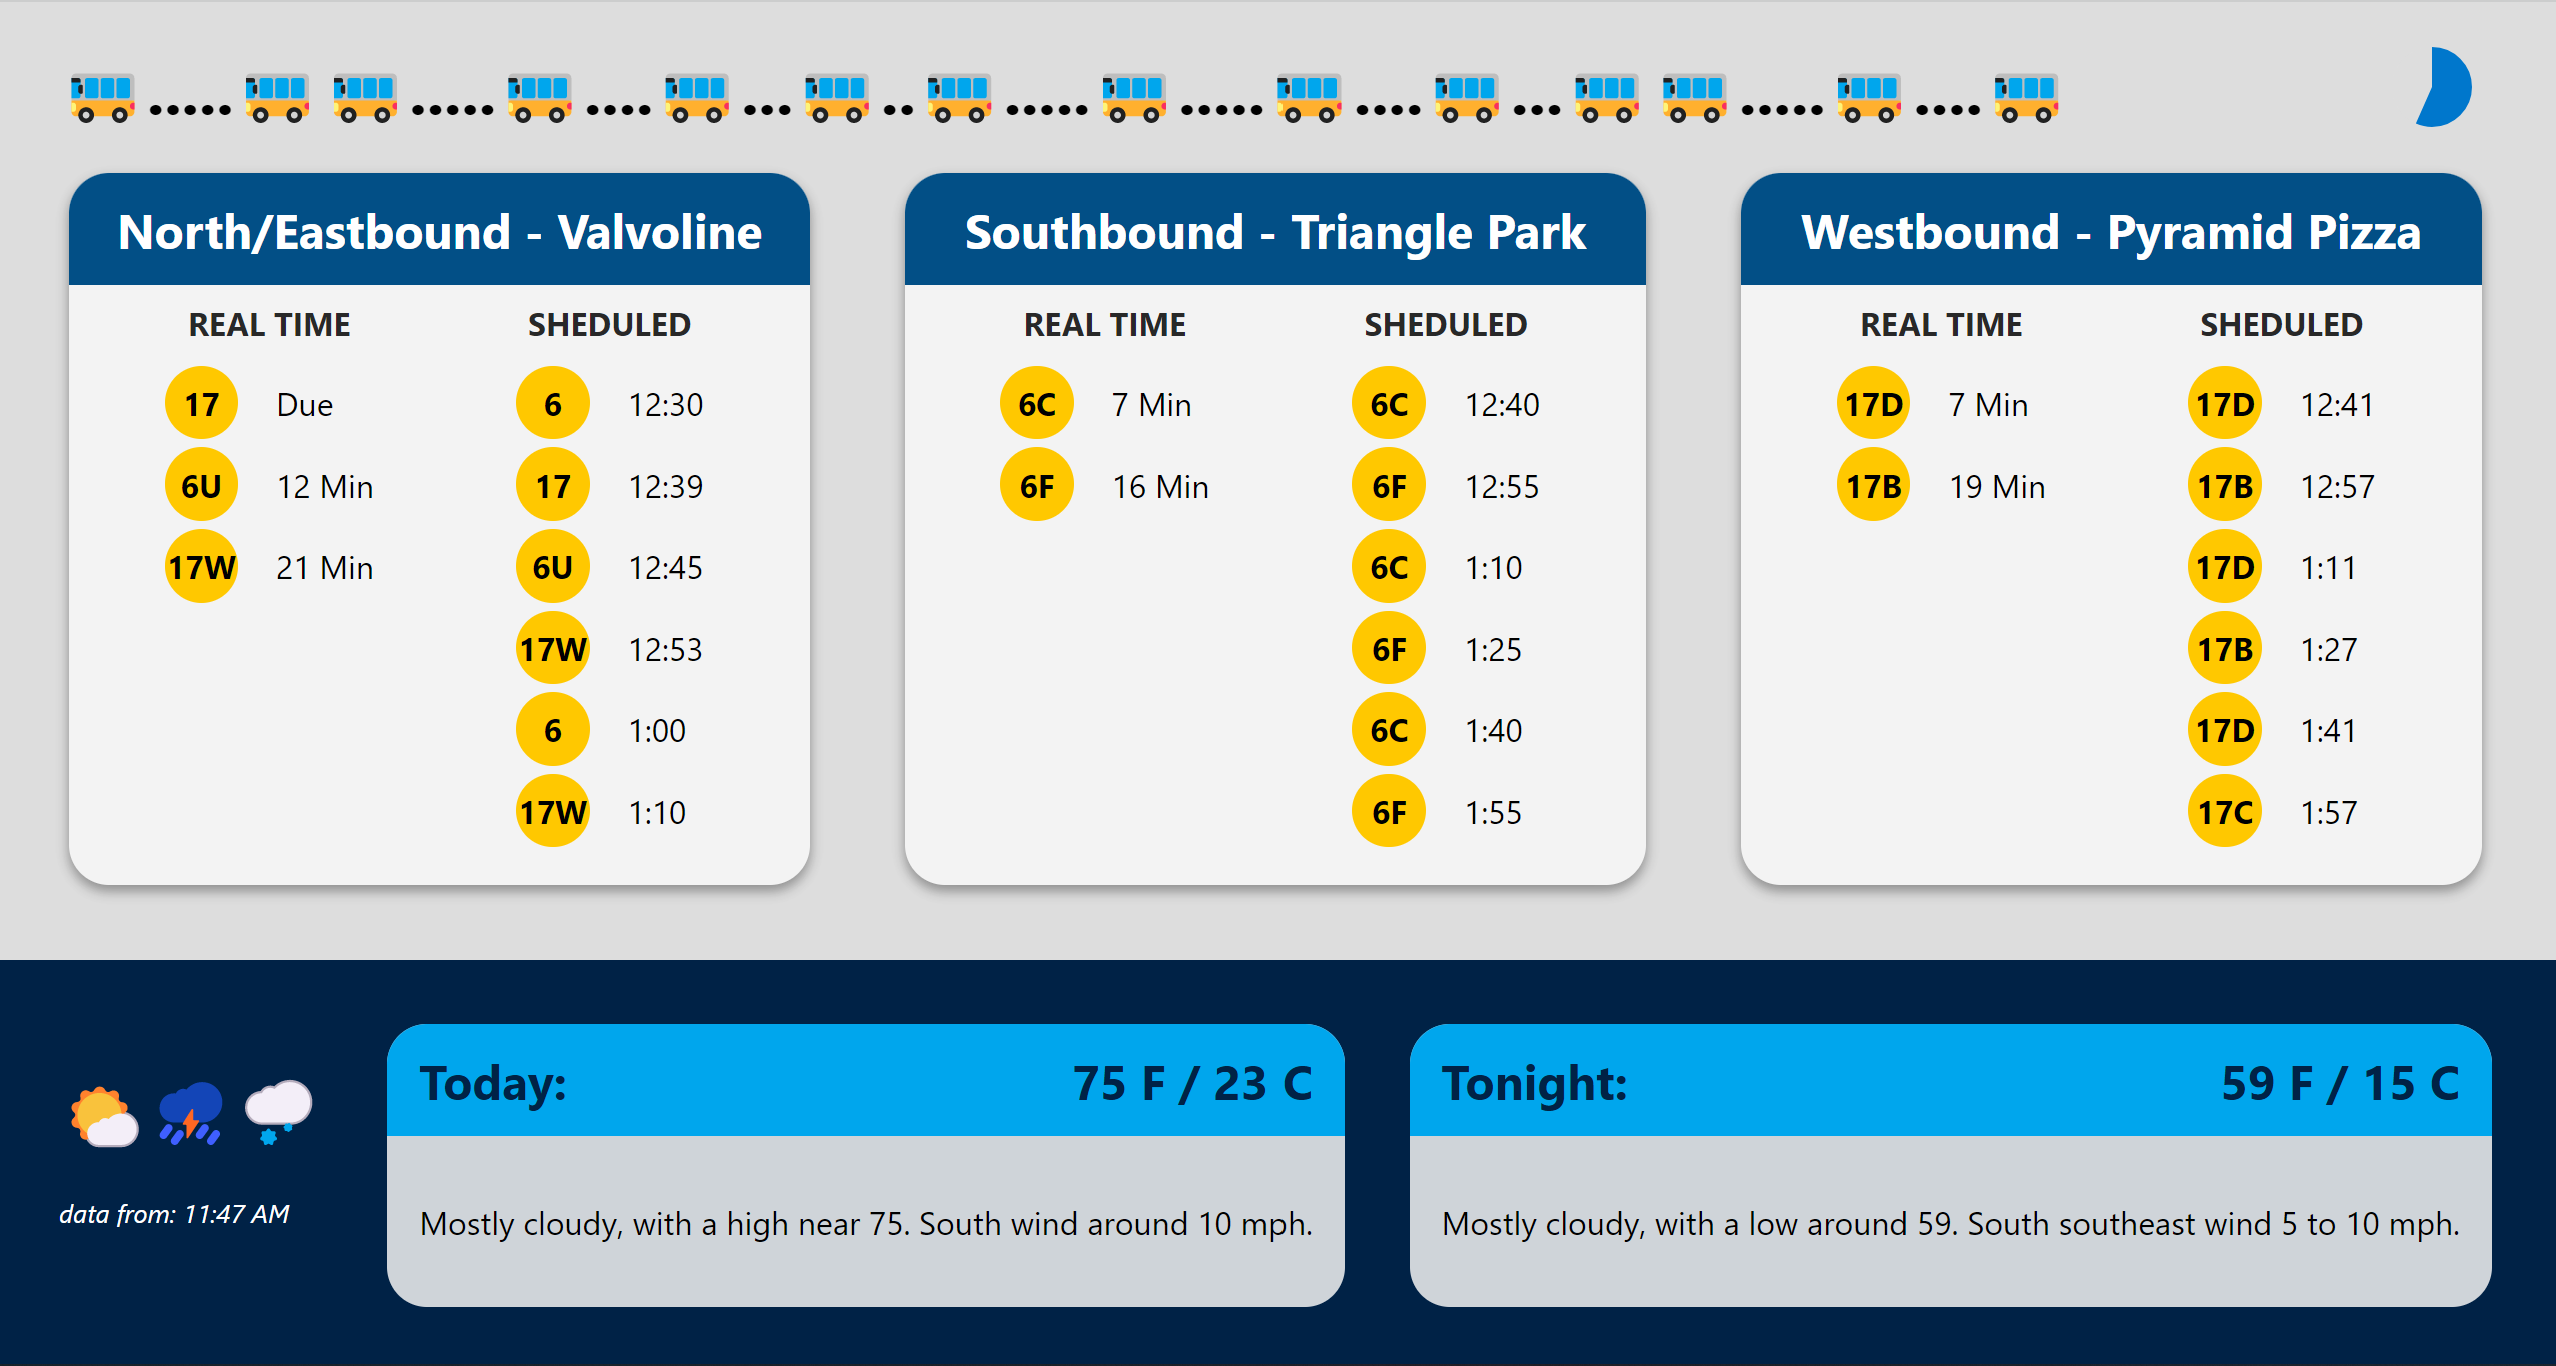 North/Eastbound - Valvoline
REAL TIME SHEDULED
17 Due 6 12:30
6U 12 Min 17 12:39
17W 21 Min 6U 12:45
17W 12:53
6 1:00
17W 1:10
Southbound - Triangle Park
REAL TIME SHEDULED
6C 7 Min 6C 12:40
6F 16 Min 6F 12:55
6C 1:10
6F 1:25
6C 1:40
6F 1:55
Westbound - Pyramid Pizza
REAL TIME SHEDULED
17D 7 Min 17D 12:41
17B 19 Min 17B 12:57
17D 1:11
17B 1:27
17D 1:41
17C 1:57
data from: 11:47 AM
Today: 75 F / 23 C
Mostly cloudy, with a high near 75. South wind around 10 mph.
Tonight: 59 F / 15 C
Mostly cloudy, with a low around 59. South southeast wind 5 to 10 mph.